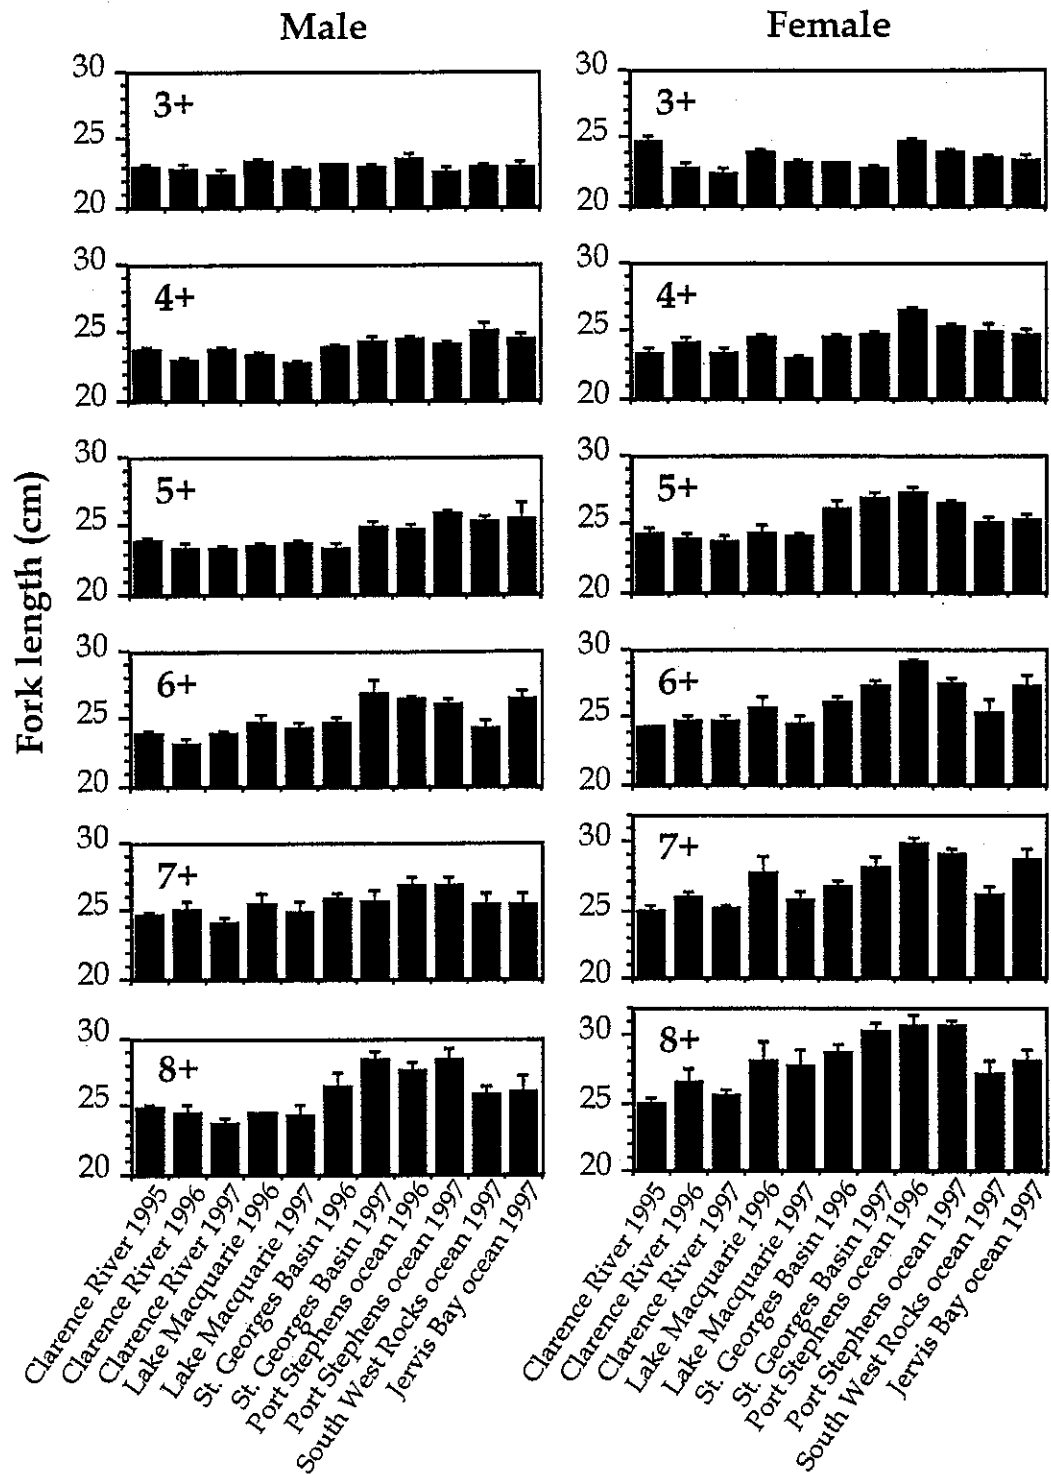 Male
Female
Fork length (cm)
30
3+
25
20
30
3+
25
20
30
4+
25
20
30
4+
25
20
30
5+
25
20
30
5+
25
20
30
6+
25
20
30
6+
25
20
30
7+
25
20
30
7+
25
20
30
8+
25
20
30
8+
25
20
Clarence River 1995
Clarence River 1996
Clarence River 1997
Lake Macquarie 1996
Lake Macquarie 1997
St. Georges Basin 1996
St. Georges Basin 1997
Port Stephens ocean 1996
Port Stephens ocean 1997
South West Rocks ocean 1997
Jervis Bay ocean 1997
Clarence River 1995
Clarence River 1996
Clarence River 1997
Lake Macquarie 1996
Lake Macquarie 1997
St. Georges Basin 1996
St. Georges Basin 1997
Port Stephens ocean 1996
Port Stephens ocean 1997
South West Rocks ocean 1997
Jervis Bay ocean 1997